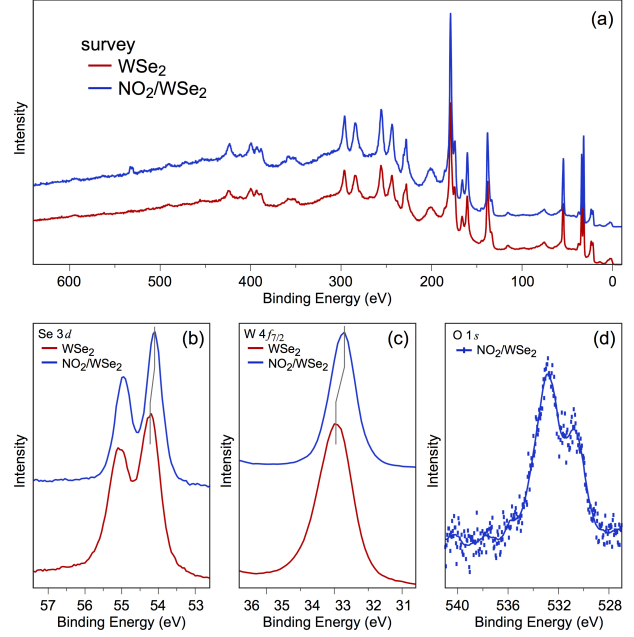 (a)
survey
WSe₂
NO₂/WSe₂
Intensity
600 500 400 300 200 100 0
Binding Energy (eV)
Se 3d (b)
WSe₂
NO₂/WSe₂
Intensity
57 56 55 54 53
Binding Energy (eV)
W 4f₇/₂ (c)
WSe₂
NO₂/WSe₂
Intensity
36 35 34 33 32 31
Binding Energy (eV)
O 1s (d)
NO₂/WSe₂
Intensity
540 536 532 528
Binding Energy (eV)